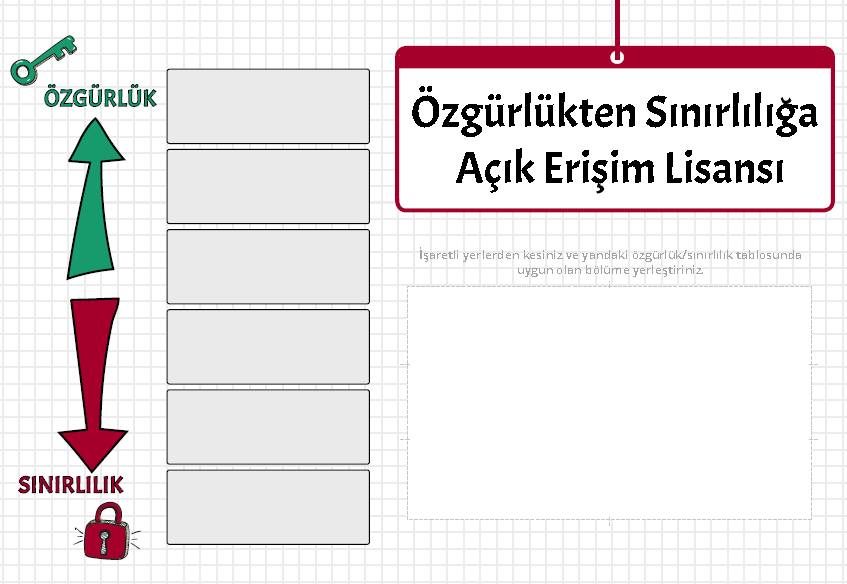 ÖZGÜRLÜK
SINIRLILIK
Özgürlükten Sınırlılığa
Açık Erişim Lisansı
İşaretli yerlerden kesiniz ve yandaki özgürlük/sınırlılık tablosunda
uygun olan bölüme yerleştiriniz.